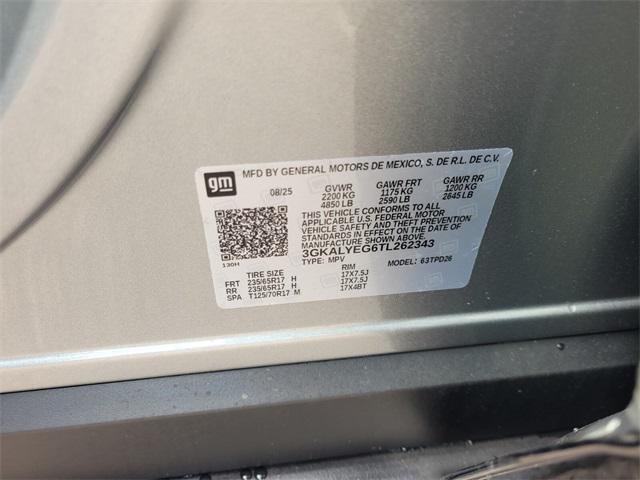 gm
MFD BY GENERAL MOTORS DE MEXICO, S. DE R.L. DE C.V.
08/25 GVWR GAWR FRT GAWR RR
2200 KG 1175 KG 1200 KG
4850 LB 2590 LB 2645 LB
THIS VEHICLE CONFORMS TO ALL
APPLICABLE U.S. FEDERAL MOTOR
VEHICLE SAFETY AND THEFT PREVENTION
STANDARDS IN EFFECT ON THE DATE OF
MANUFACTURE SHOWN ABOVE.
3GKALYEG6TL262343
130H TYPE: MPV MODEL: 63TPD26
TIRE SIZE RIM
FRT 235/65R17 H 17X7.5J
RR 235/65R17 H 17X7.5J
SPA T125/70R17 M 17X4BT